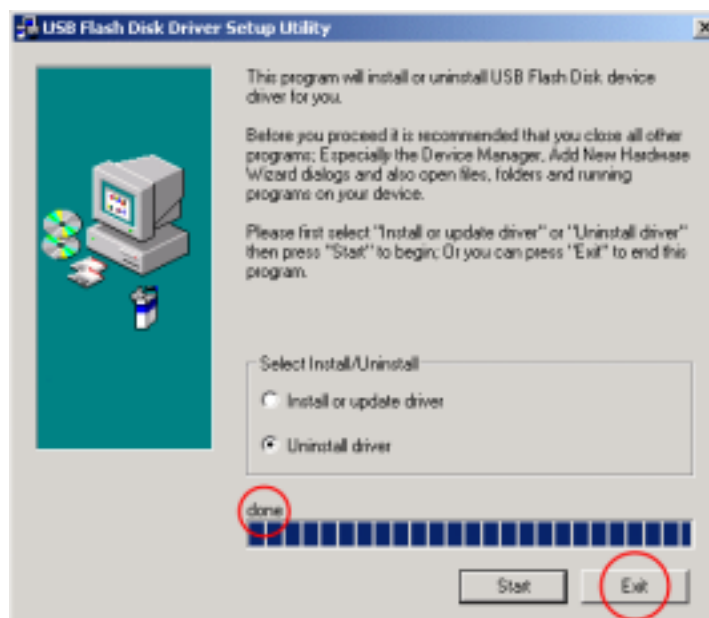 USB Flash Disk Driver Setup Utility
This program will install or uninstall USB Flash Disk device
driver for you.
Before you proceed it is recommended that you close all other
programs; Especially the Device Manager, Add New Hardware
Wizard dialogs and also open files, folders and running
programs on your device.
Please first select "Install or update driver" or "Uninstall driver"
then press "Start" to begin; Or you can press "Exit" to end this
program.
Select Install/Uninstall
Install or update driver
Uninstall driver
done
Start
Exit